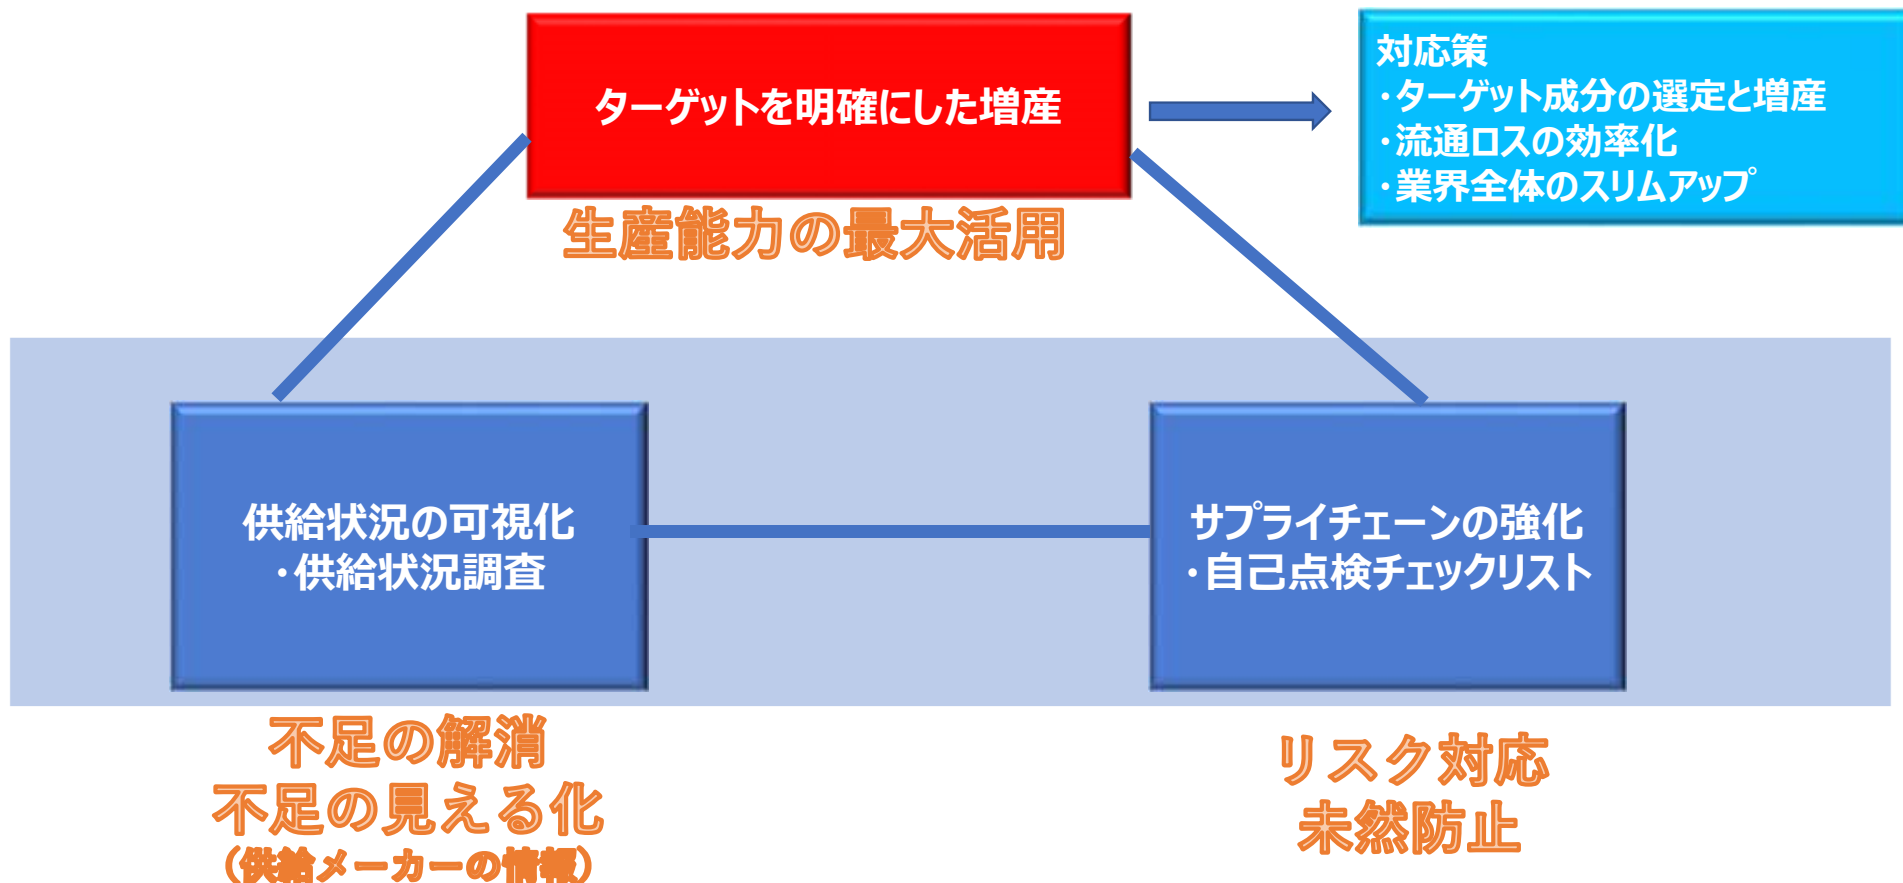 ターゲットを明確にした増産
対応策
・ターゲット成分の選定と増産
・流通ロスの効率化
・業界全体のスリムアップ
生産能力の最大活用
供給状況の可視化
・供給状況調査
サプライチェーンの強化
・自己点検チェックリスト
不足の解消
不足の見える化
（供給メーカーの情報）
リスク対応
未然防止